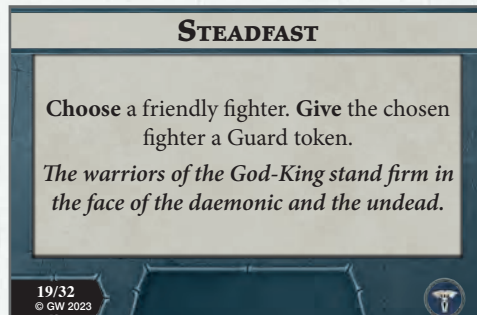 STEADFAST
Choose a friendly fighter. Give the chosen
fighter a Guard token.
The warriors of the God-King stand firm in
the face of the daemonic and the undead.
19/32
© GW 2023